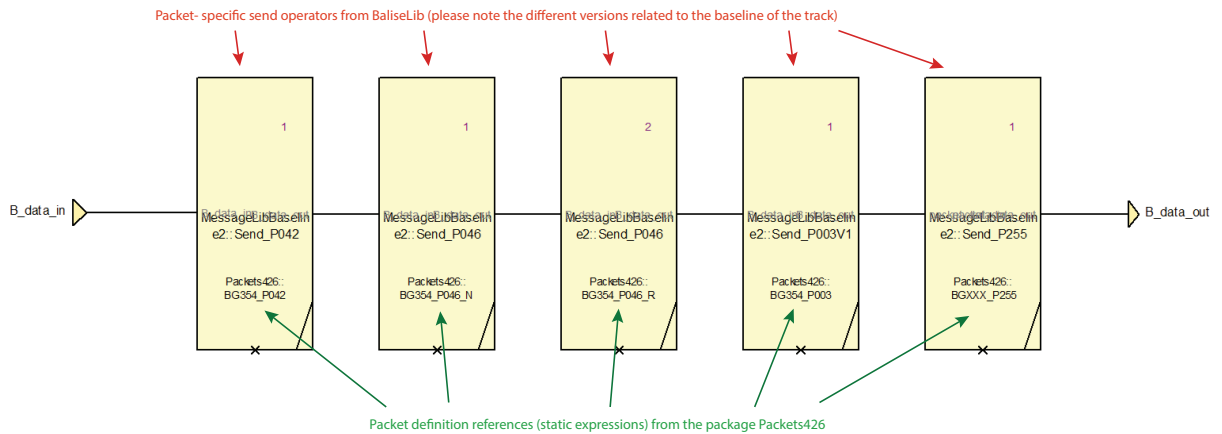 Packet- specific send operators from BaliseLib (please note the different versions related to the baseline of the track)
1
1
2
1
1
B_data_in
B_data_out
MessageLibBaselin
e2::Send_P042
MessageLibBaselin
e2::Send_P046
MessageLibBaselin
e2::Send_P046
MessageLibBaselin
e2::Send_P003V1
MessageLibBaselin
e2::Send_P255
Packets426::
BG354_P042
Packets426::
BG354_P046_N
Packets426::
BG354_P046_R
Packets426::
BG354_P003
Packets426::
BGXXX_P255
Packet definition references (static expressions) from the package Packets426